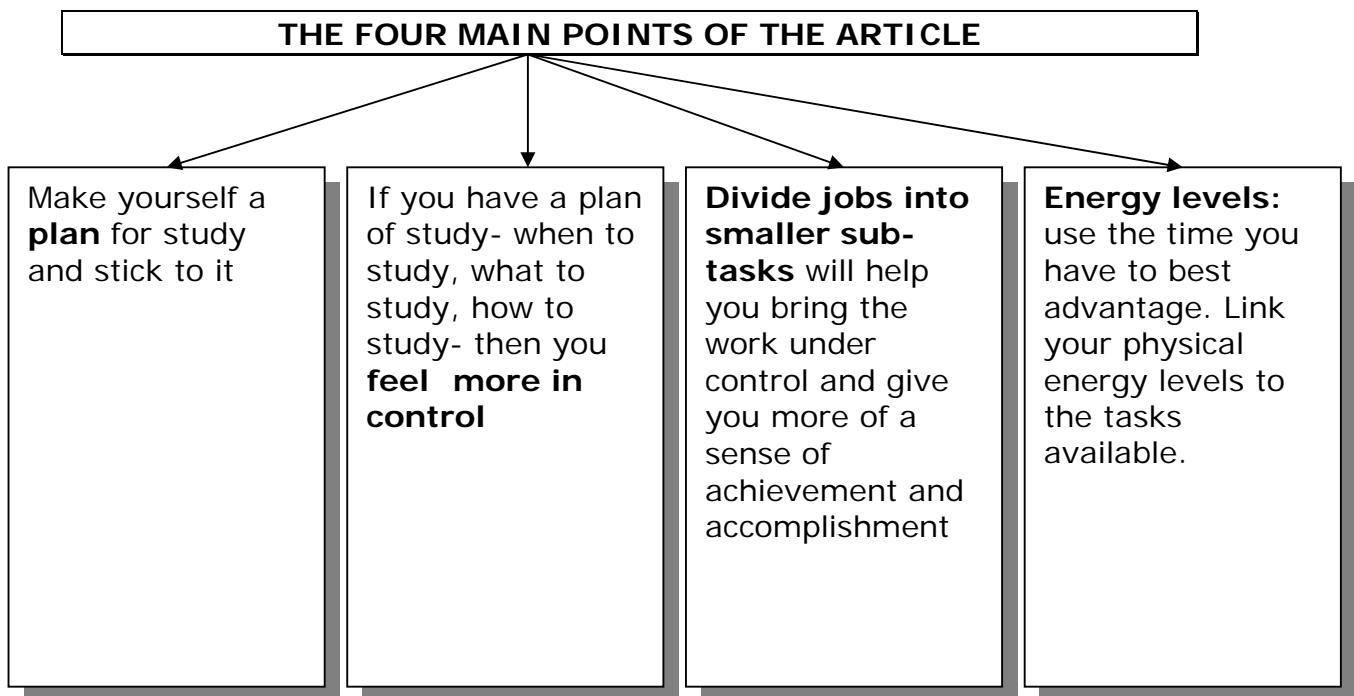 THE FOUR MAIN POINTS OF THE ARTICLE
Make yourself a
plan for study
and stick to it
If you have a plan
of study- when to
study, what to
study, how to
study- then you
feel  more in
control
Divide jobs into
smaller sub-
tasks will help
you bring the
work under
control and give
you more of a
sense of
achievement and
accomplishment
Energy levels:
use the time you
have to best
advantage. Link
your physical
energy levels to
the tasks
available.